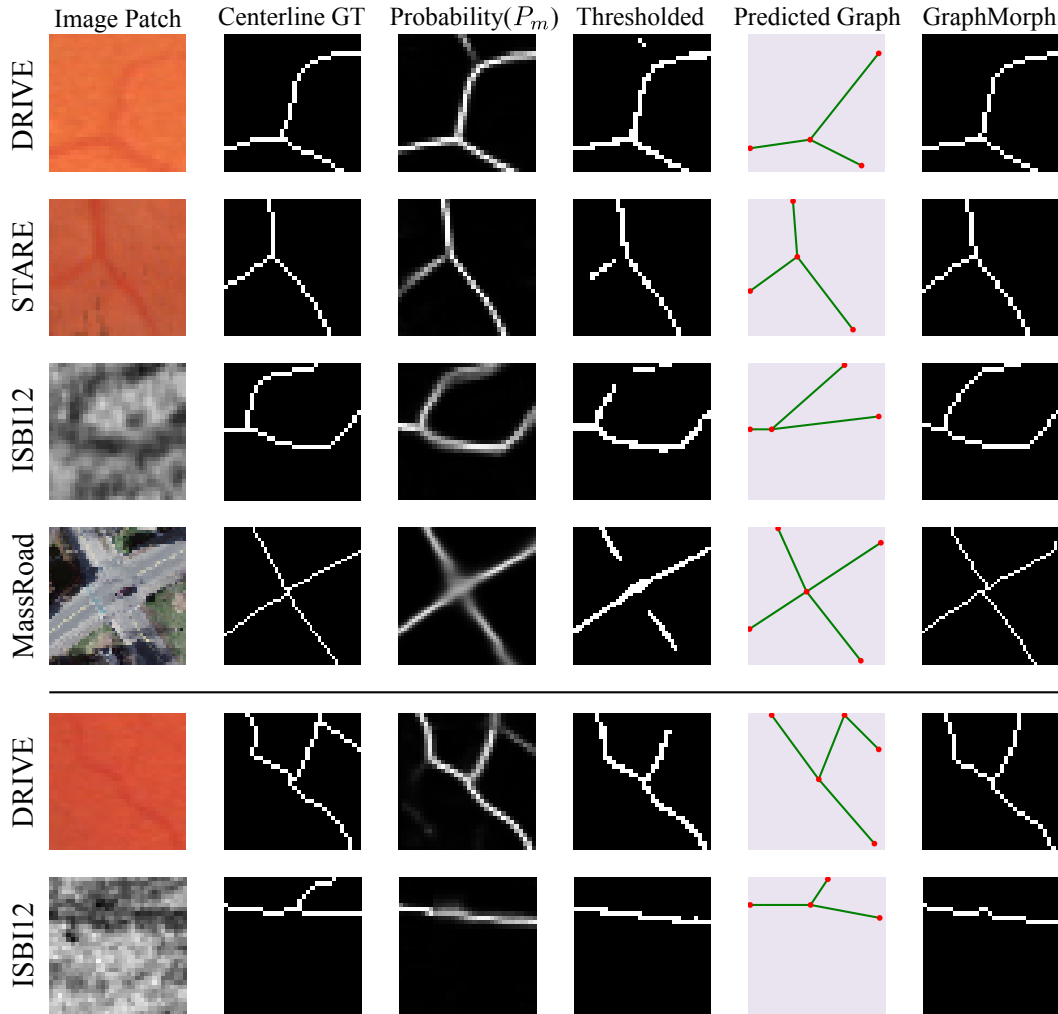 Image Patch Centerline GT Probability(P_m) Thresholded Predicted Graph GraphMorph
DRIVE
STARE
ISBI12
MassRoad
DRIVE
ISBI12